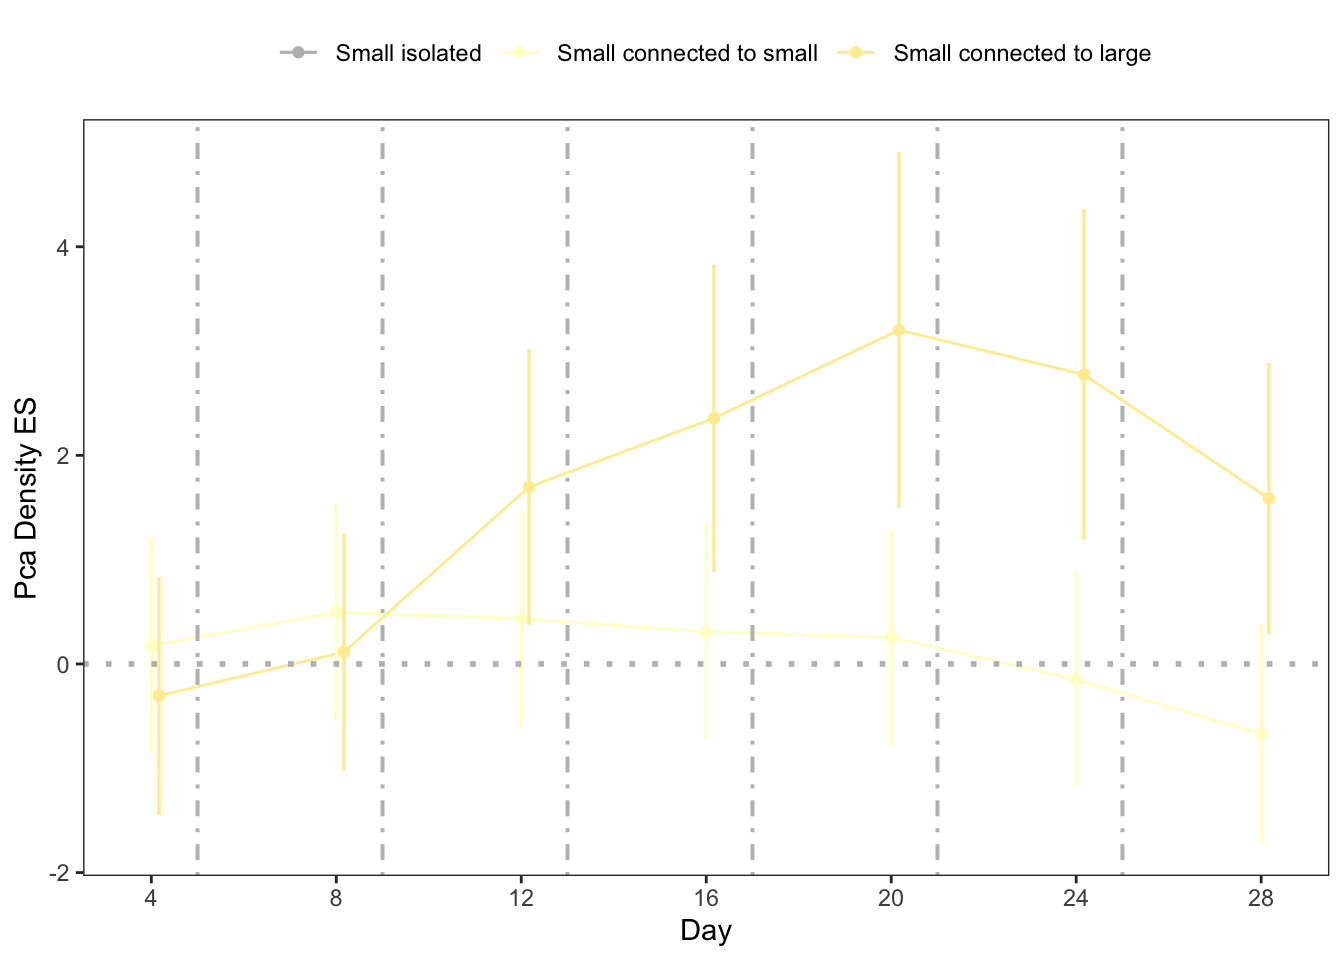 Small isolated Small connected to small Small connected to large
Pca Density ES
4
2
0
-2
4 8 12 16 20 24 28
Day